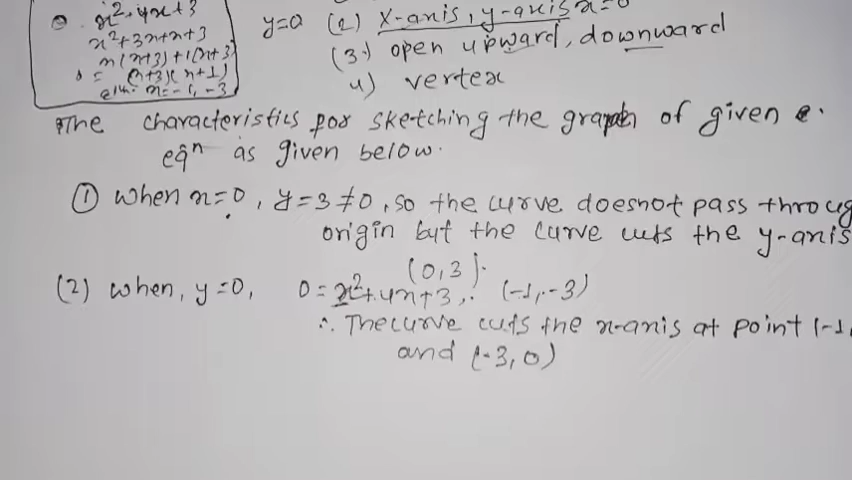 x²+4x+3
x²+3x+x+3
x(x+3)+1(x+3)
= (x+3)(x+1)
x=-1, -3
y=0 (2) x-axis, y-axis x=0
(3) open upward, downward
4) vertex
The characteristics for sketching the graph of given e.
eqⁿ as given below.
① when x=0, y=3≠0, so the curve doesnot pass throug
origin but the curve cuts the y-axis
(0,3).
(2) when, y=0, 0=x²+4x+3, (-1,-3)
∴ The curve cuts the x-axis at point (-1,
and (-3,0)